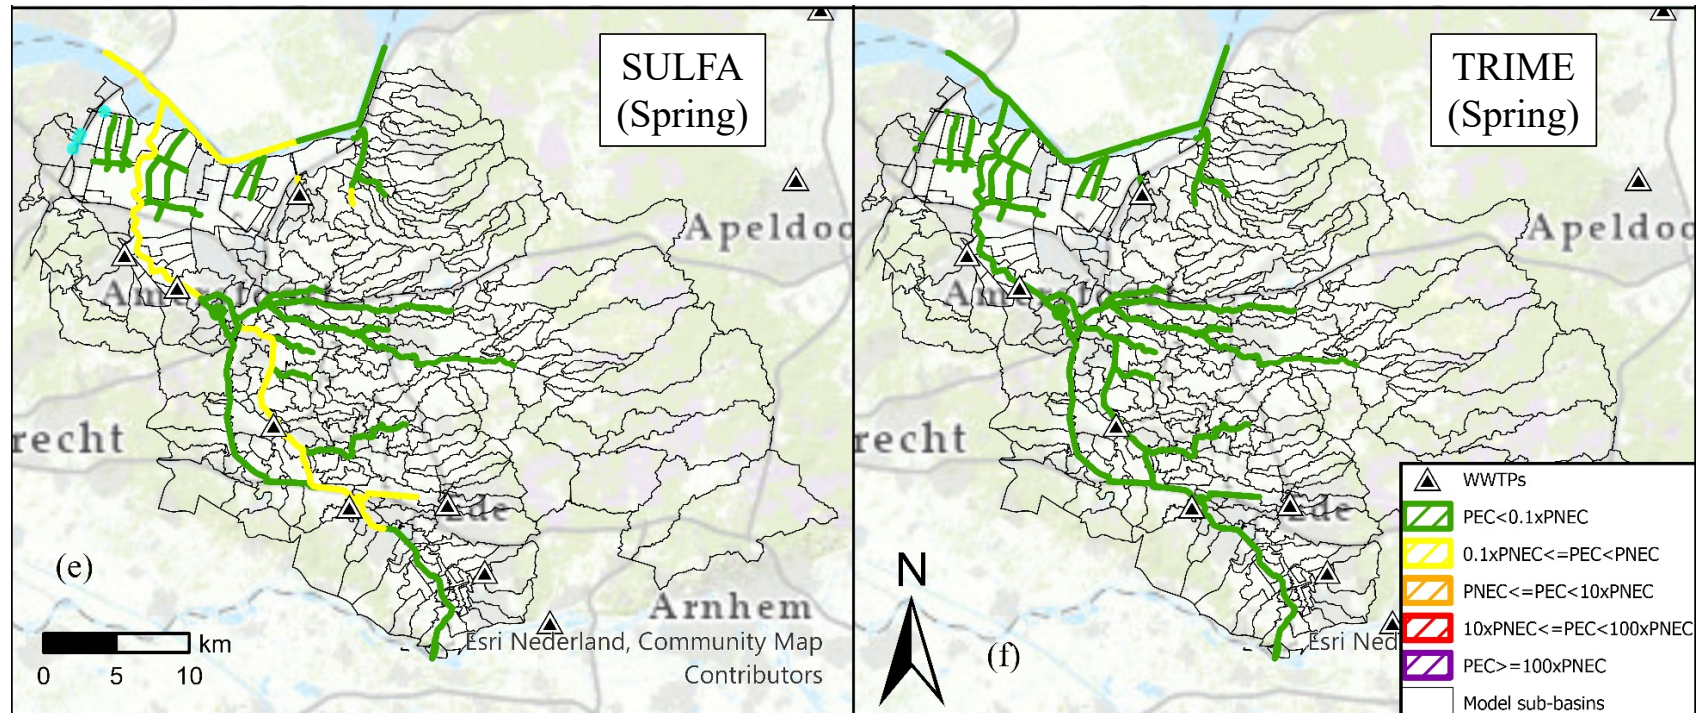 SULFA
(Spring)
TRIME
(Spring)
Apeldoo
Apeldoo
Amersfoort
Amersfoort
recht
recht
Ede
Ede
(e)
Arnhem
km
0 5 10
Esri Nederland, Community Map
Contributors
N
(f)
Esri Ned
WWTPs
PEC<0.1xPNEC
0.1xPNEC<=PEC<PNEC
PNEC<=PEC<10xPNEC
10xPNEC<=PEC<100xPNEC
PEC>=100xPNEC
Model sub-basins